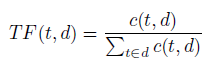 TF(t, d) = c(t, d) / ∑t∈d c(t, d)